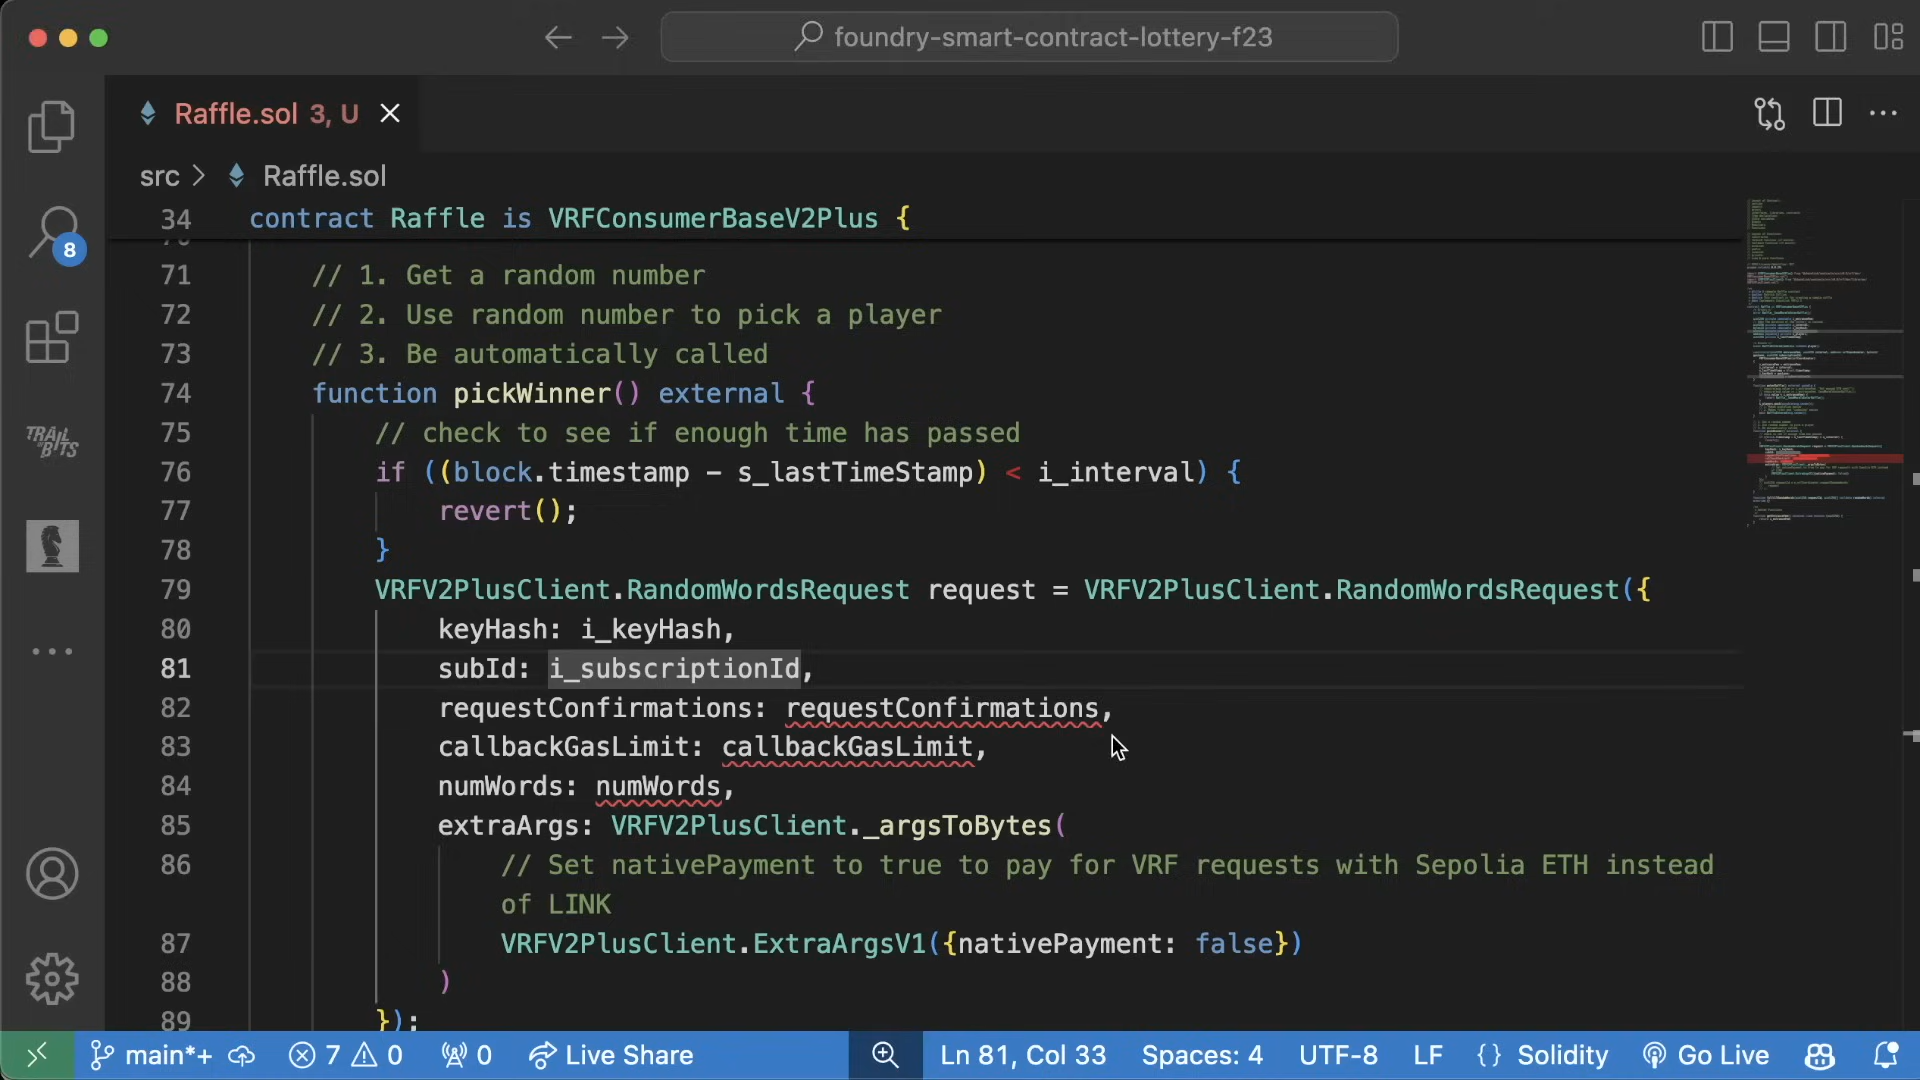 foundry-smart-contract-lottery-f23
Raffle.sol 3, U
src > Raffle.sol
34 contract Raffle is VRFConsumerBaseV2Plus {
71 // 1. Get a random number
72 // 2. Use random number to pick a player
73 // 3. Be automatically called
74 function pickWinner() external {
75 // check to see if enough time has passed
76 if ((block.timestamp - s_lastTimeStamp) < i_interval) {
77 revert();
78 }
79 VRFV2PlusClient.RandomWordsRequest request = VRFV2PlusClient.RandomWordsRequest({
80 keyHash: i_keyHash,
81 subId: i_subscriptionId,
82 requestConfirmations: requestConfirmations,
83 callbackGasLimit: callbackGasLimit,
84 numWords: numWords,
85 extraArgs: VRFV2PlusClient._argsToBytes(
86 // Set nativePayment to true to pay for VRF requests with Sepolia ETH instead
of LINK
87 VRFV2PlusClient.ExtraArgsV1({nativePayment: false})
88 )
89 });
8
TRAIL OF BITS
main*+ 7 0 0 Live Share Ln 81, Col 33 Spaces: 4 UTF-8 LF {} Solidity Go Live